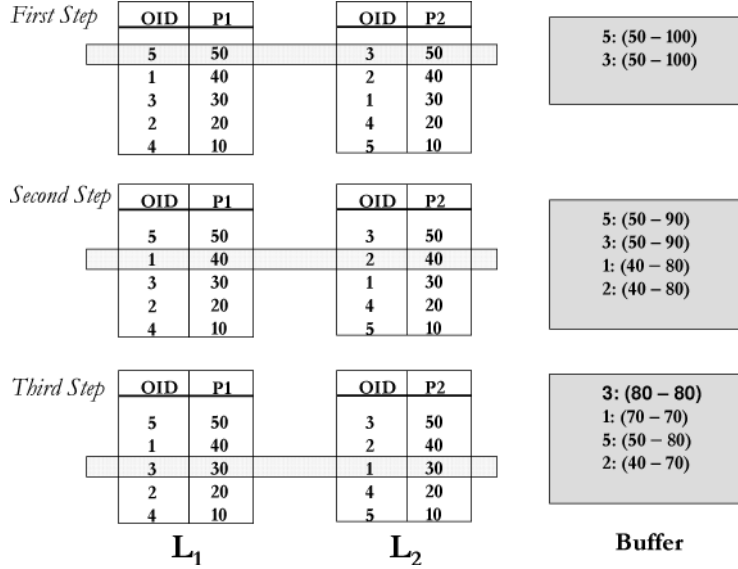 First Step
OID P1 OID P2
5 50 3 50
1 40 2 40
3 30 1 30
2 20 4 20
4 10 5 10
5: (50 – 100)
3: (50 – 100)
Second Step
OID P1 OID P2
5 50 3 50
1 40 2 40
3 30 1 30
2 20 4 20
4 10 5 10
5: (50 – 90)
3: (50 – 90)
1: (40 – 80)
2: (40 – 80)
Third Step
OID P1 OID P2
5 50 3 50
1 40 2 40
3 30 1 30
2 20 4 20
4 10 5 10
3: (80 – 80)
1: (70 – 70)
5: (50 – 80)
2: (40 – 70)
L1 L2 Buffer